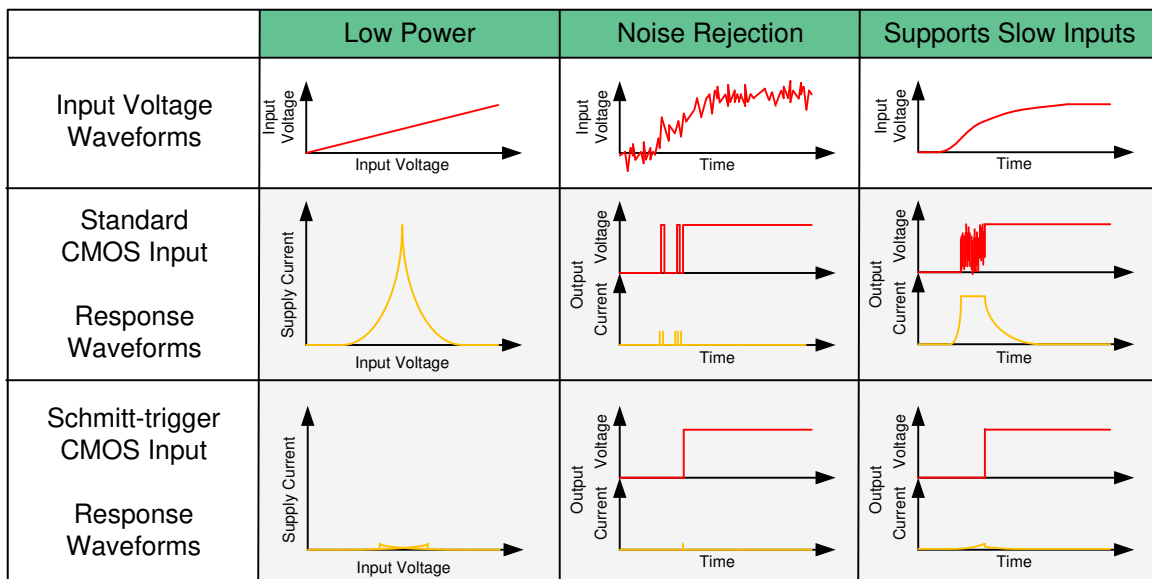 Low Power
Noise Rejection
Supports Slow Inputs
Input Voltage
Waveforms
Input
Voltage
Input Voltage
Input
Voltage
Time
Input
Voltage
Time
Standard
CMOS Input
Response
Waveforms
Supply Current
Input Voltage
Output
Voltage
Current
Time
Output
Voltage
Current
Time
Schmitt-trigger
CMOS Input
Response
Waveforms
Supply Current
Input Voltage
Output
Voltage
Current
Time
Output
Voltage
Current
Time